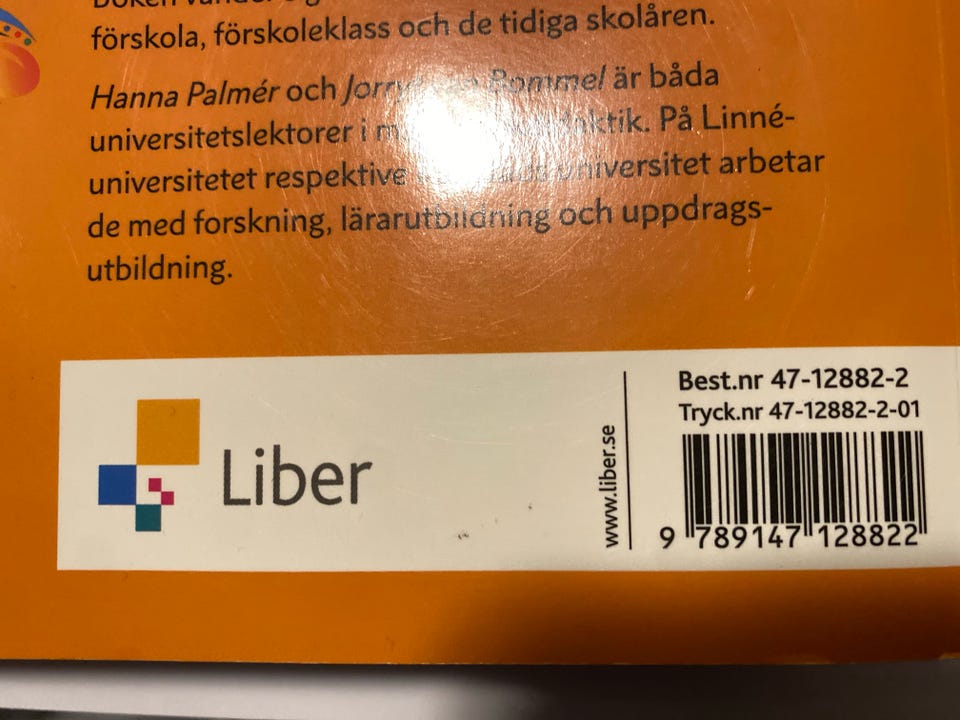 förskola, förskoleklass och de tidiga skolåren.
Hanna Palmér och Bommel är båda
universitetslektorer i På Linné-
universitetet respektive universitet arbetar
de med forskning, lärarutbildning och uppdrags-
utbildning.
Liber
www.liber.se
Best.nr 47-12882-2
Tryck.nr 47-12882-2-01
9 789147 128822